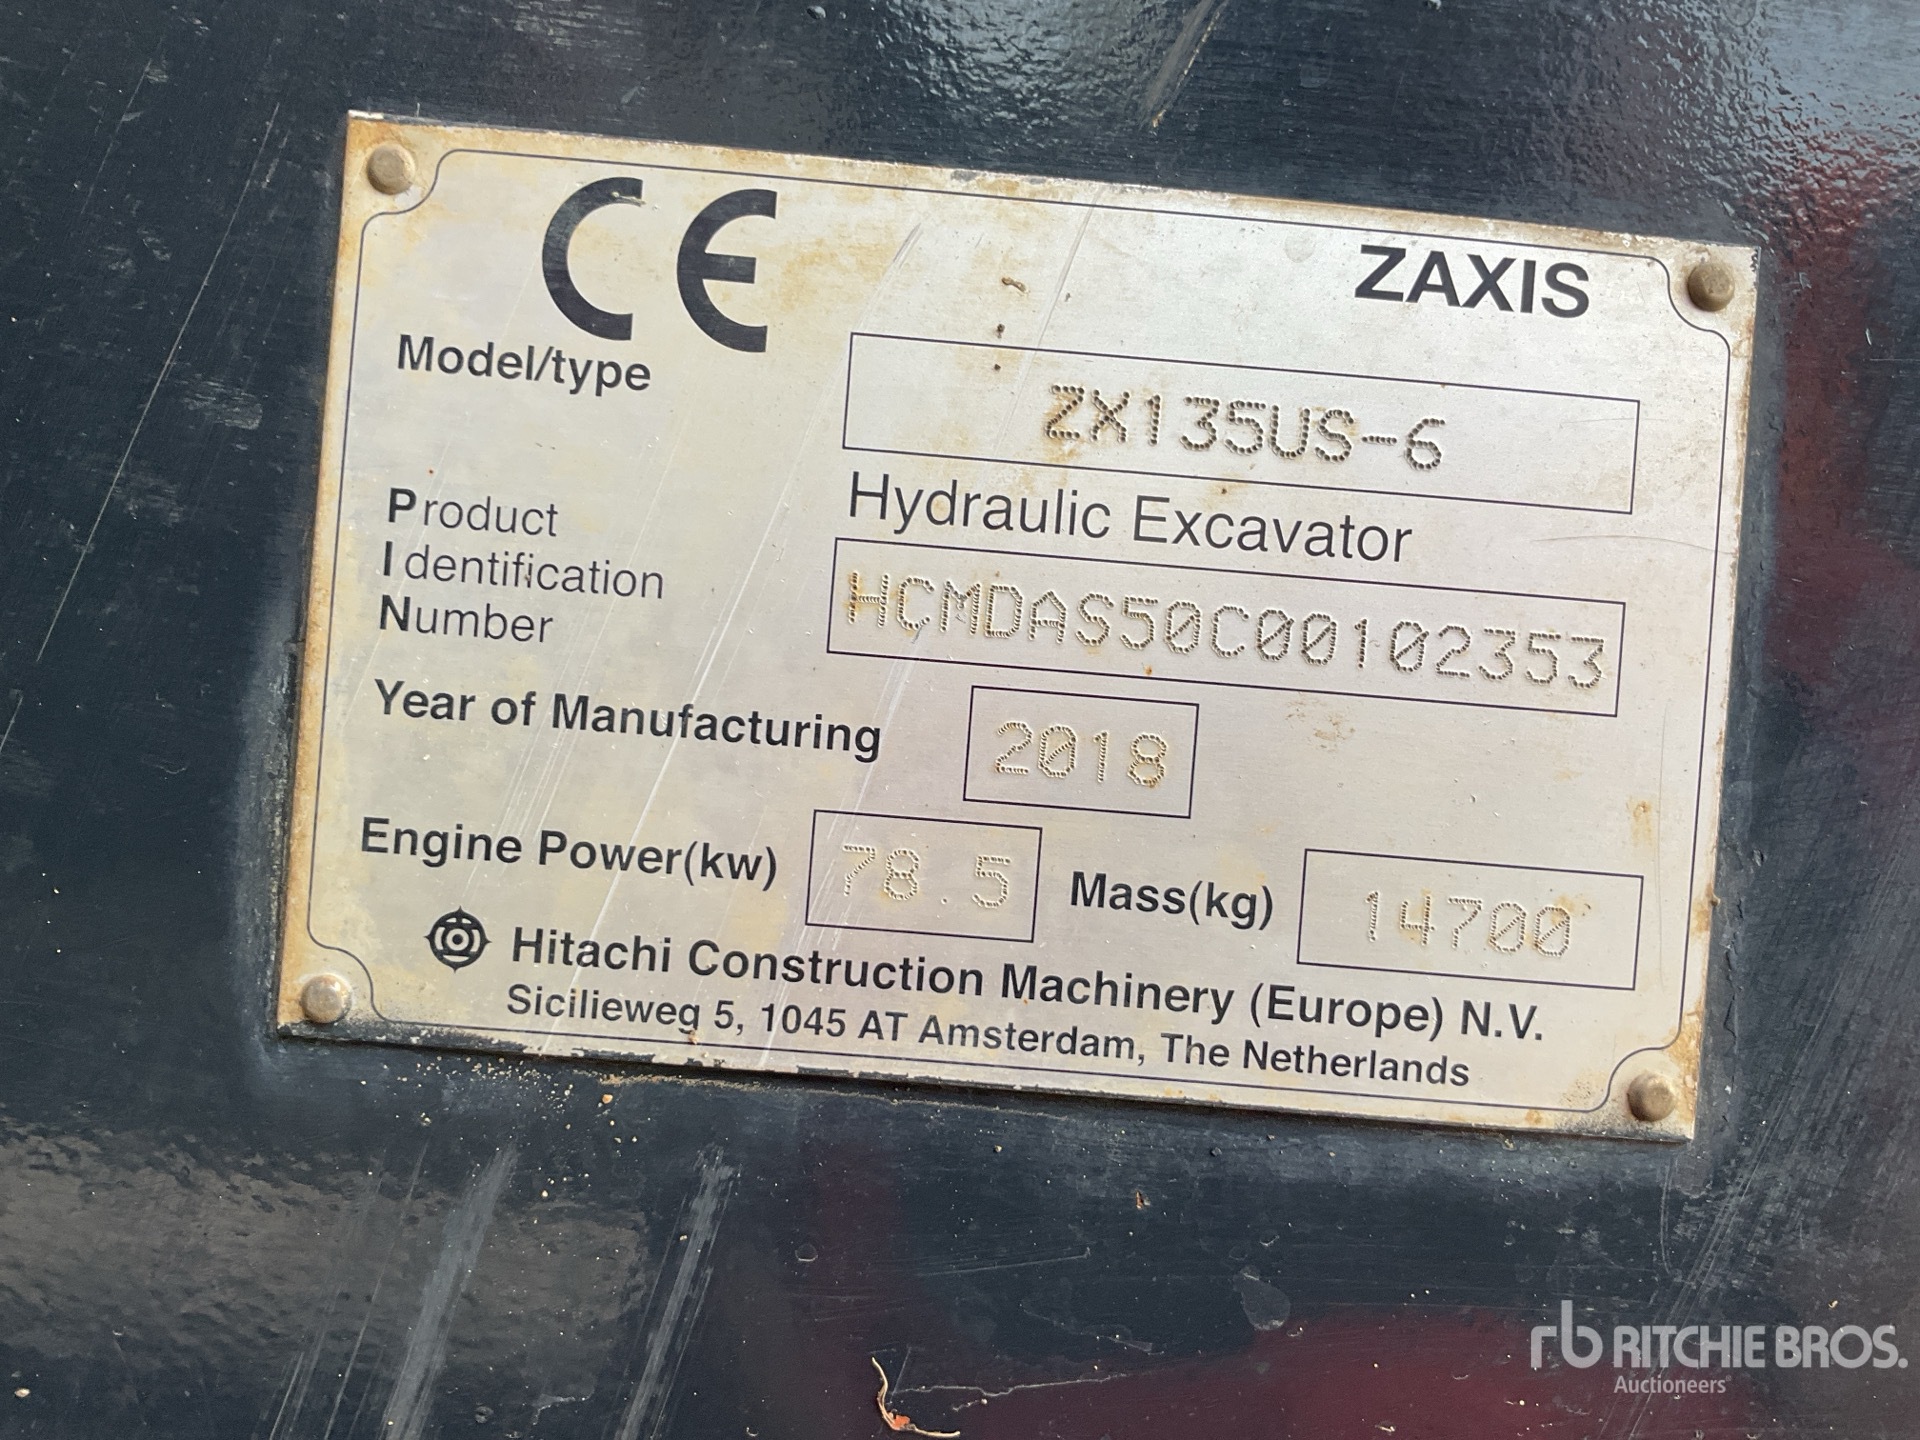 CE
ZAXIS
Model/type
ZX135US-6
Hydraulic Excavator
Product
Identification
Number
HCMDAS50C00102353
Year of Manufacturing 2018
Engine Power(kw) 78.5 Mass(kg) 14700
Hitachi Construction Machinery (Europe) N.V.
Sicilieweg 5, 1045 AT Amsterdam, The Netherlands
rb RITCHIE BROS.
Auctioneers